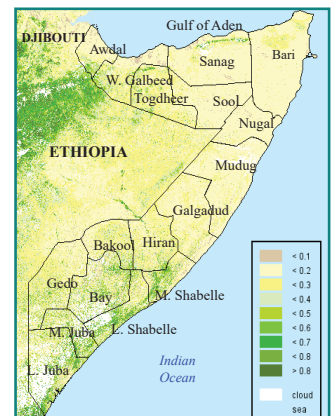 Gulf of Aden
DJIBOUTI
Awdal
Sanag
Bari
W. Galbeed
Togdheer
Sool
Nugal
ETHIOPIA
Mudug
Galgadud
Bakool
Hiran
Gedo
Bay
M. Shabelle
M. Juba
L. Shabelle
L. Juba
Indian
Ocean
< 0.1
< 0.2
< 0.3
< 0.4
< 0.5
< 0.6
< 0.7
< 0.8
> 0.8
cloud
sea